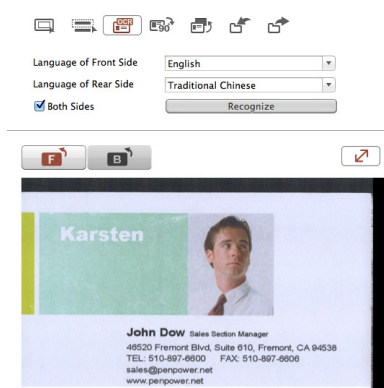 OCR
90°
Language of Front Side English
Language of Rear Side Traditional Chinese
Both Sides Recognize
F B
Karsten
John Dow Sales Section Manager
46520 Fremont Blvd, Suite 610, Fremont, CA 94538
TEL: 510-897-6600 FAX: 510-897-6606
sales@penpower.net
www.penpower.net